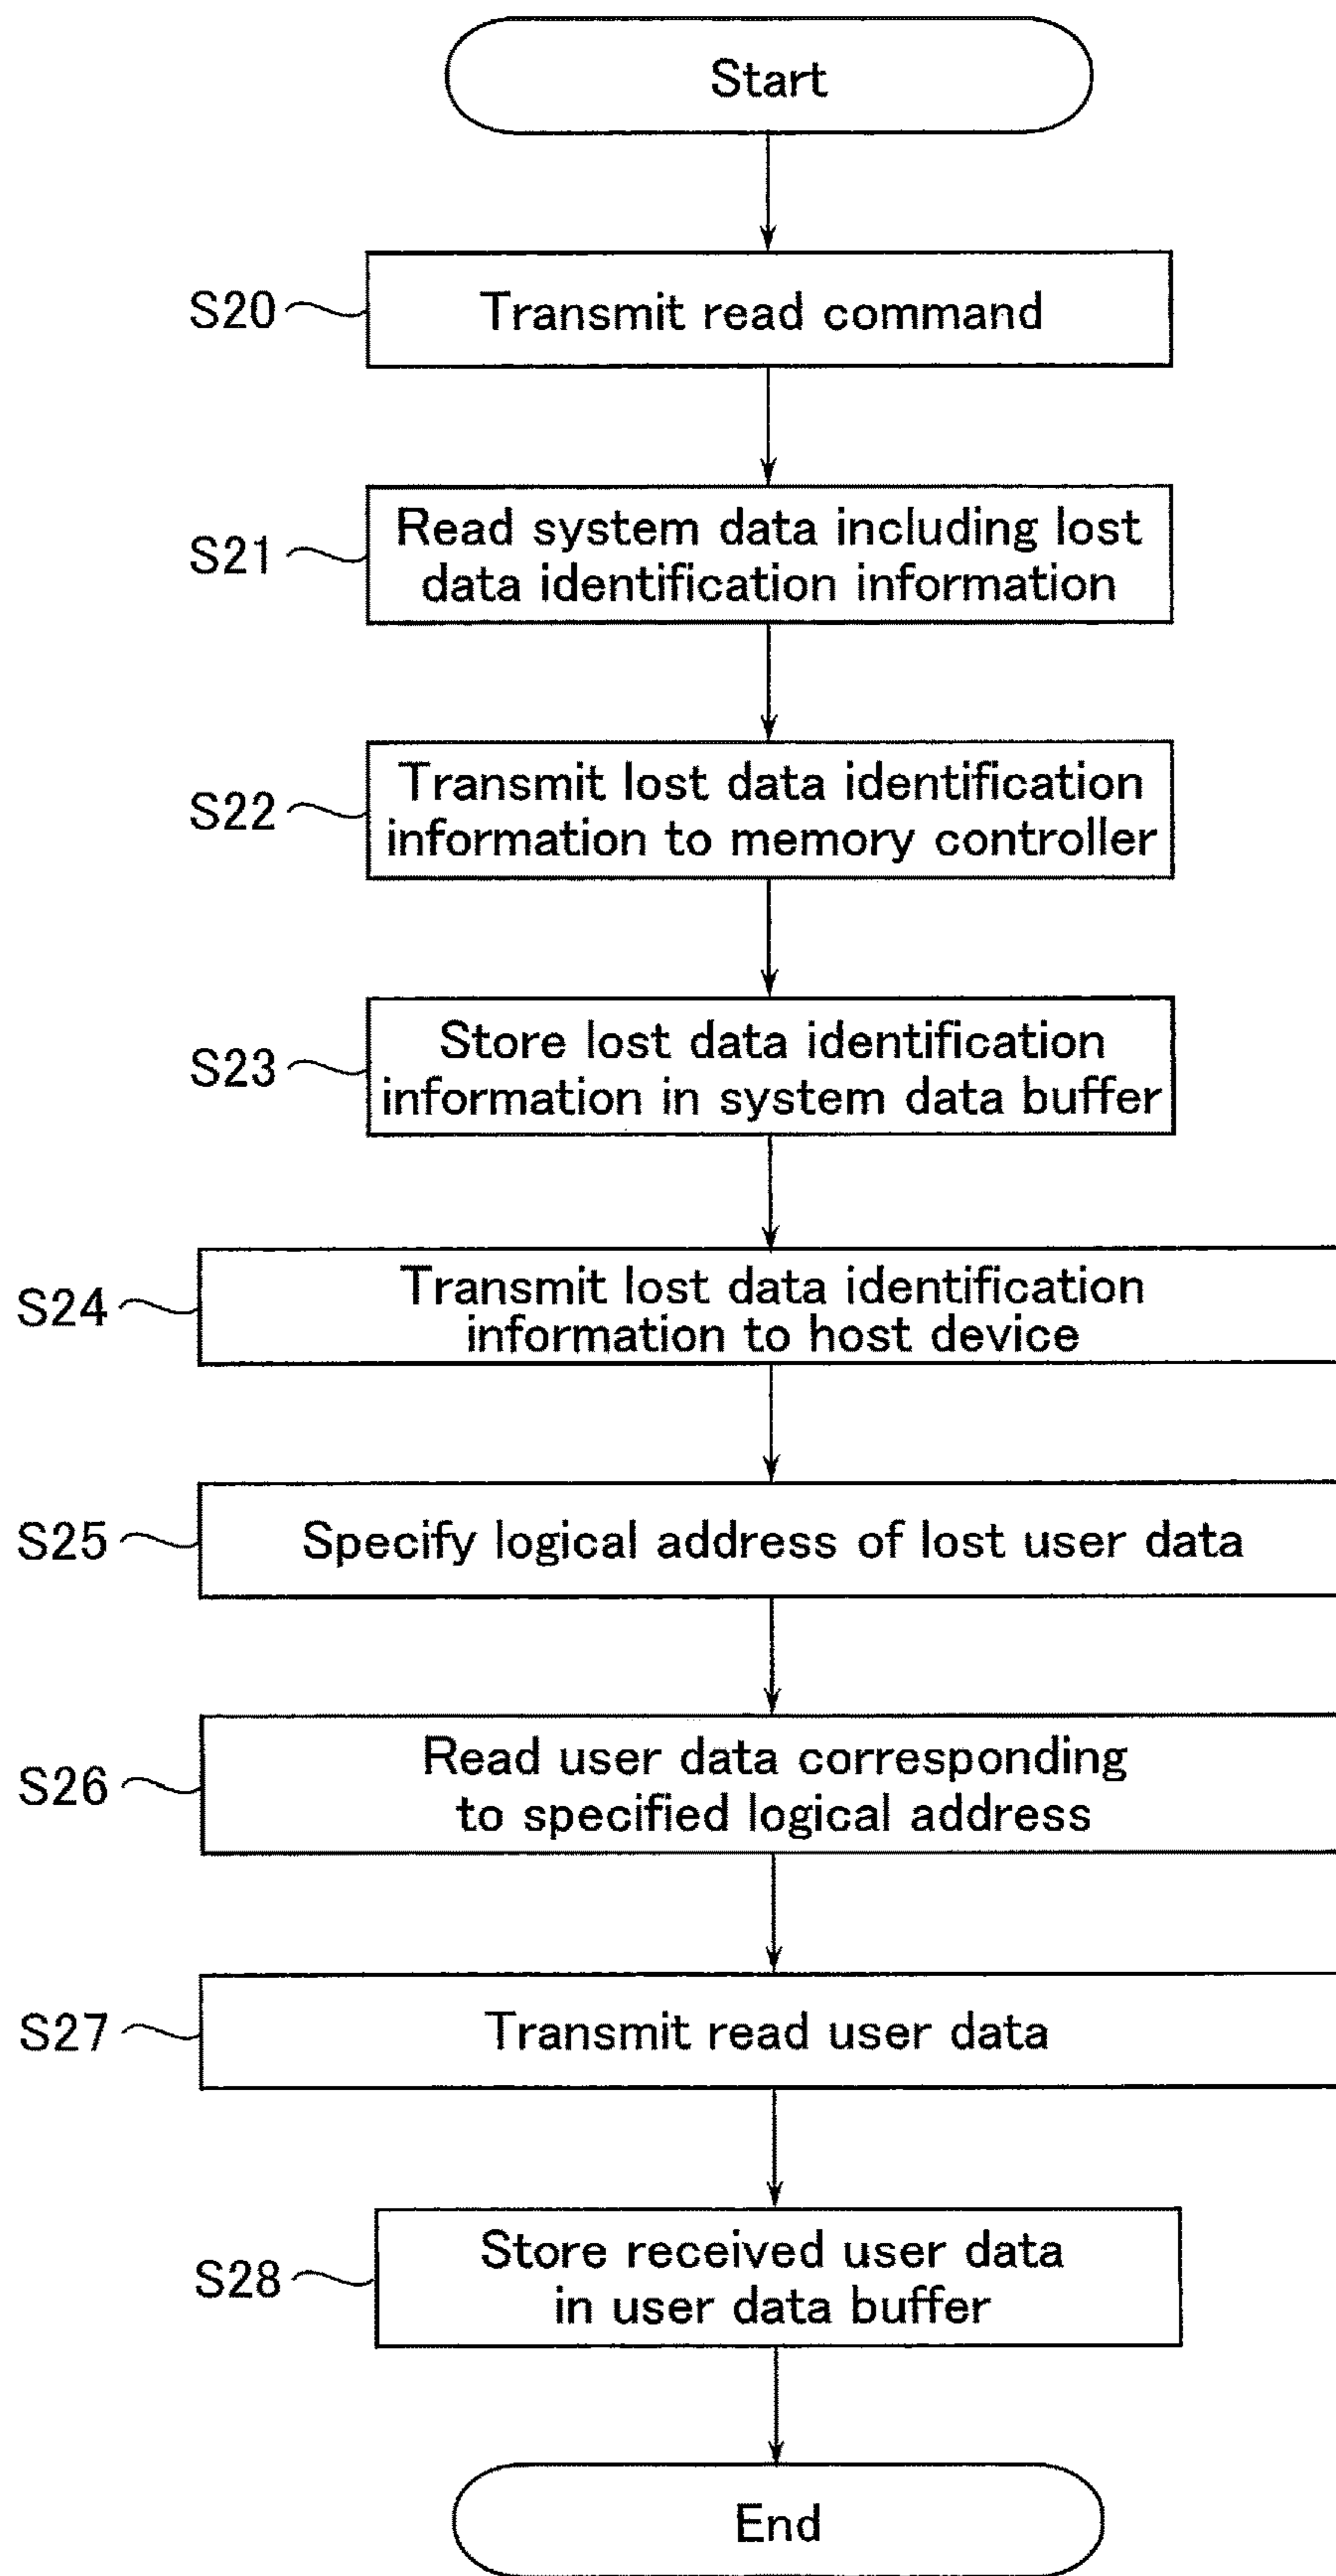 Start
S20
Transmit read command
S21
Read system data including lost
data identification information
S22
Transmit lost data identification
information to memory controller
S23
Store lost data identification
information in system data buffer
S24
Transmit lost data identification
information to host device
S25
Specify logical address of lost user data
S26
Read user data corresponding
to specified logical address
S27
Transmit read user data
S28
Store received user data
in user data buffer
End